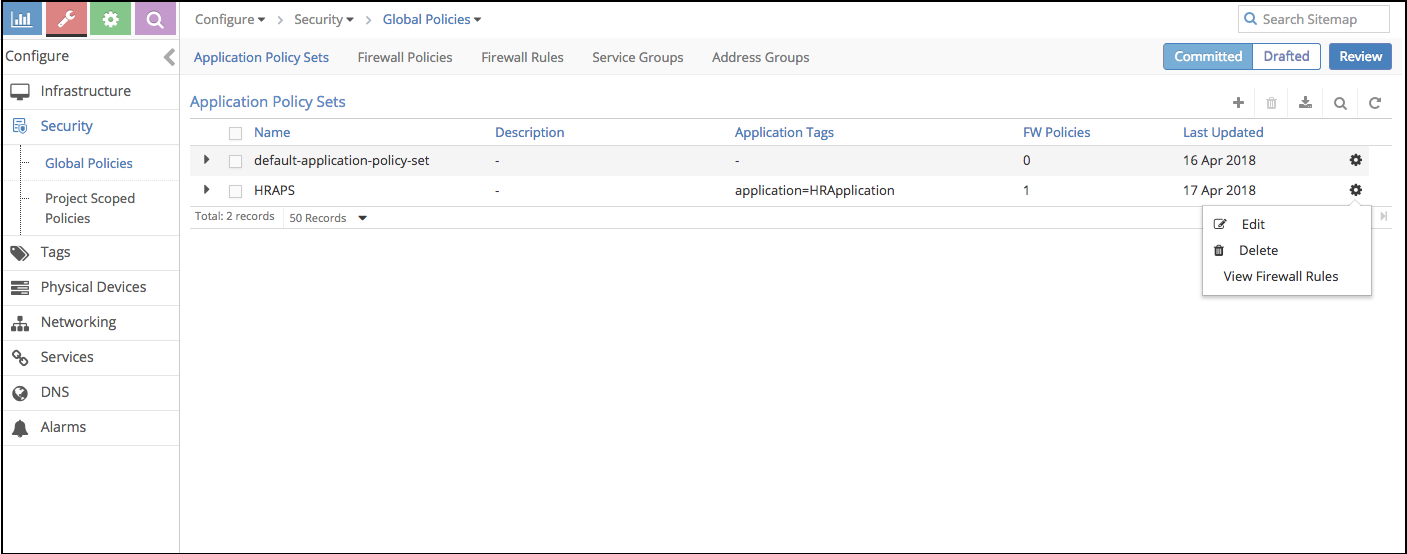 Configure Security Global Policies
Search Sitemap
Configure
Application Policy Sets Firewall Policies Firewall Rules Service Groups Address Groups
Committed Drafted Review
Infrastructure
Security
Global Policies
Project Scoped
Policies
Tags
Physical Devices
Networking
Services
DNS
Alarms
Application Policy Sets
Name Description Application Tags FW Policies Last Updated
default-application-policy-set - - 0 16 Apr 2018
HRAPS - application=HRApplication 1 17 Apr 2018
Total: 2 records 50 Records
Edit
Delete
View Firewall Rules